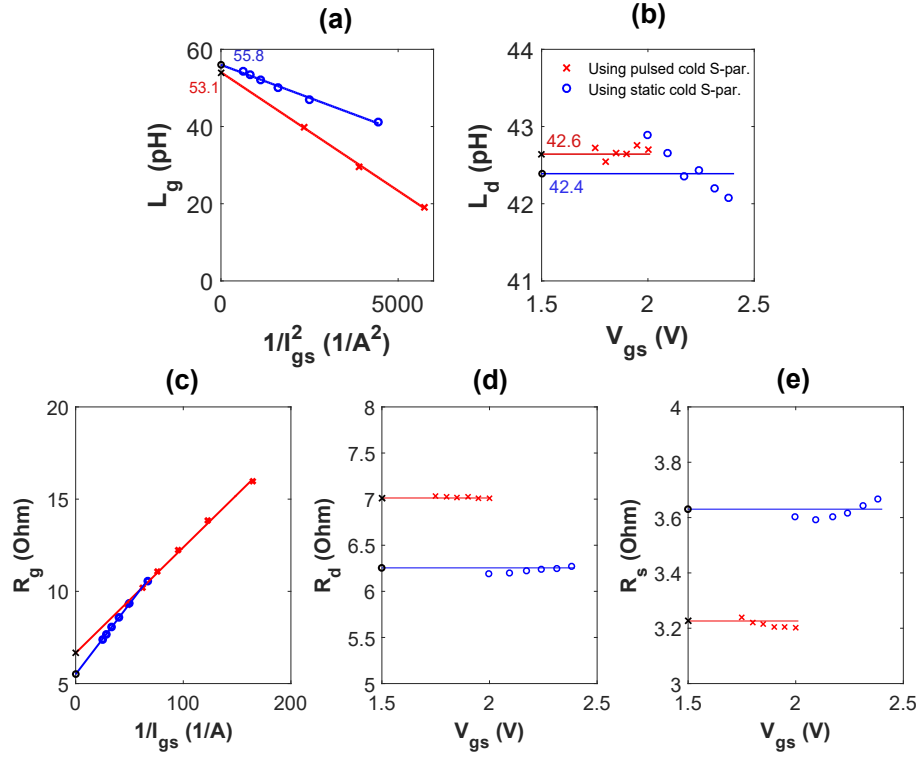 (a)
(b)
60
40
20
0
55.8
53.1
L_g (pH)
0
5000
1/I_gs^2 (1/A^2)
44
43
42
41
Using pulsed cold S-par.
Using static cold S-par.
42.6
42.4
L_d (pH)
1.5
2
2.5
V_gs (V)
(c)
(d)
(e)
20
15
10
5
R_g (Ohm)
0
100
200
1/I_gs (1/A)
8
7.5
7
6.5
6
5.5
5
R_d (Ohm)
1.5
2
2.5
V_gs (V)
4
3.8
3.6
3.4
3.2
3
R_s (Ohm)
1.5
2
2.5
V_gs (V)